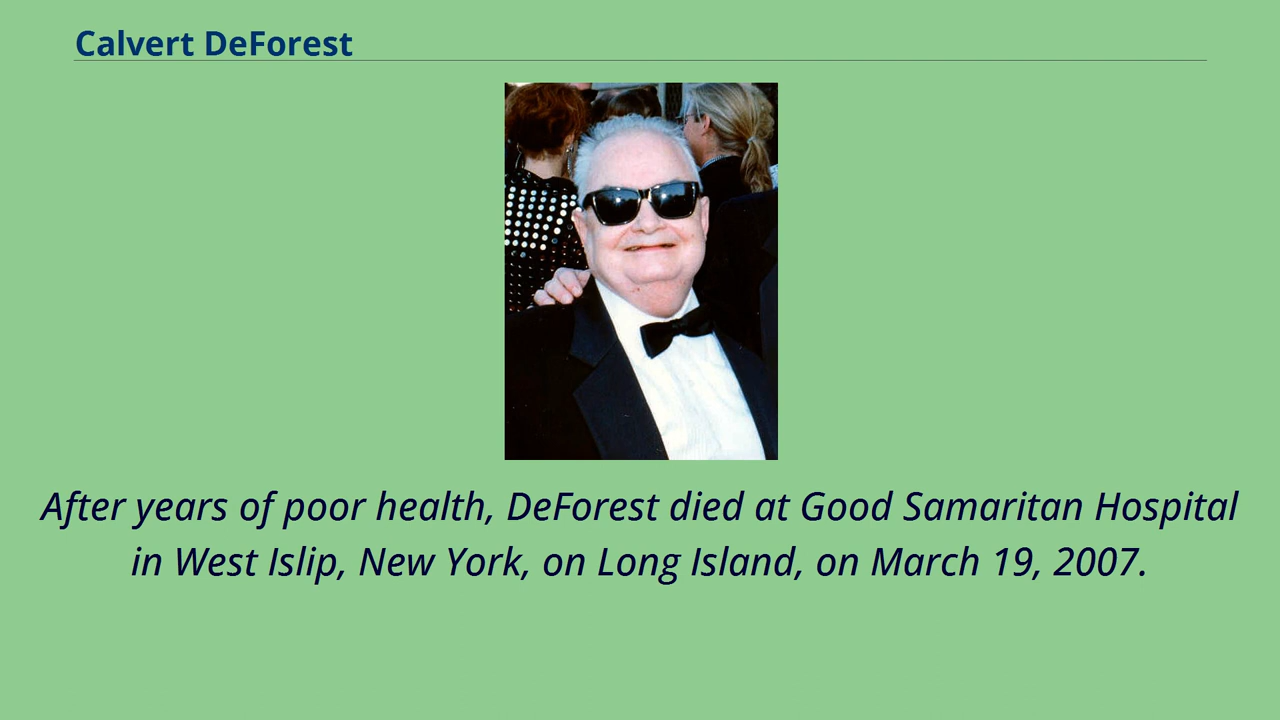 Calvert DeForest
After years of poor health, DeForest died at Good Samaritan Hospital
in West Islip, New York, on Long Island, on March 19, 2007.